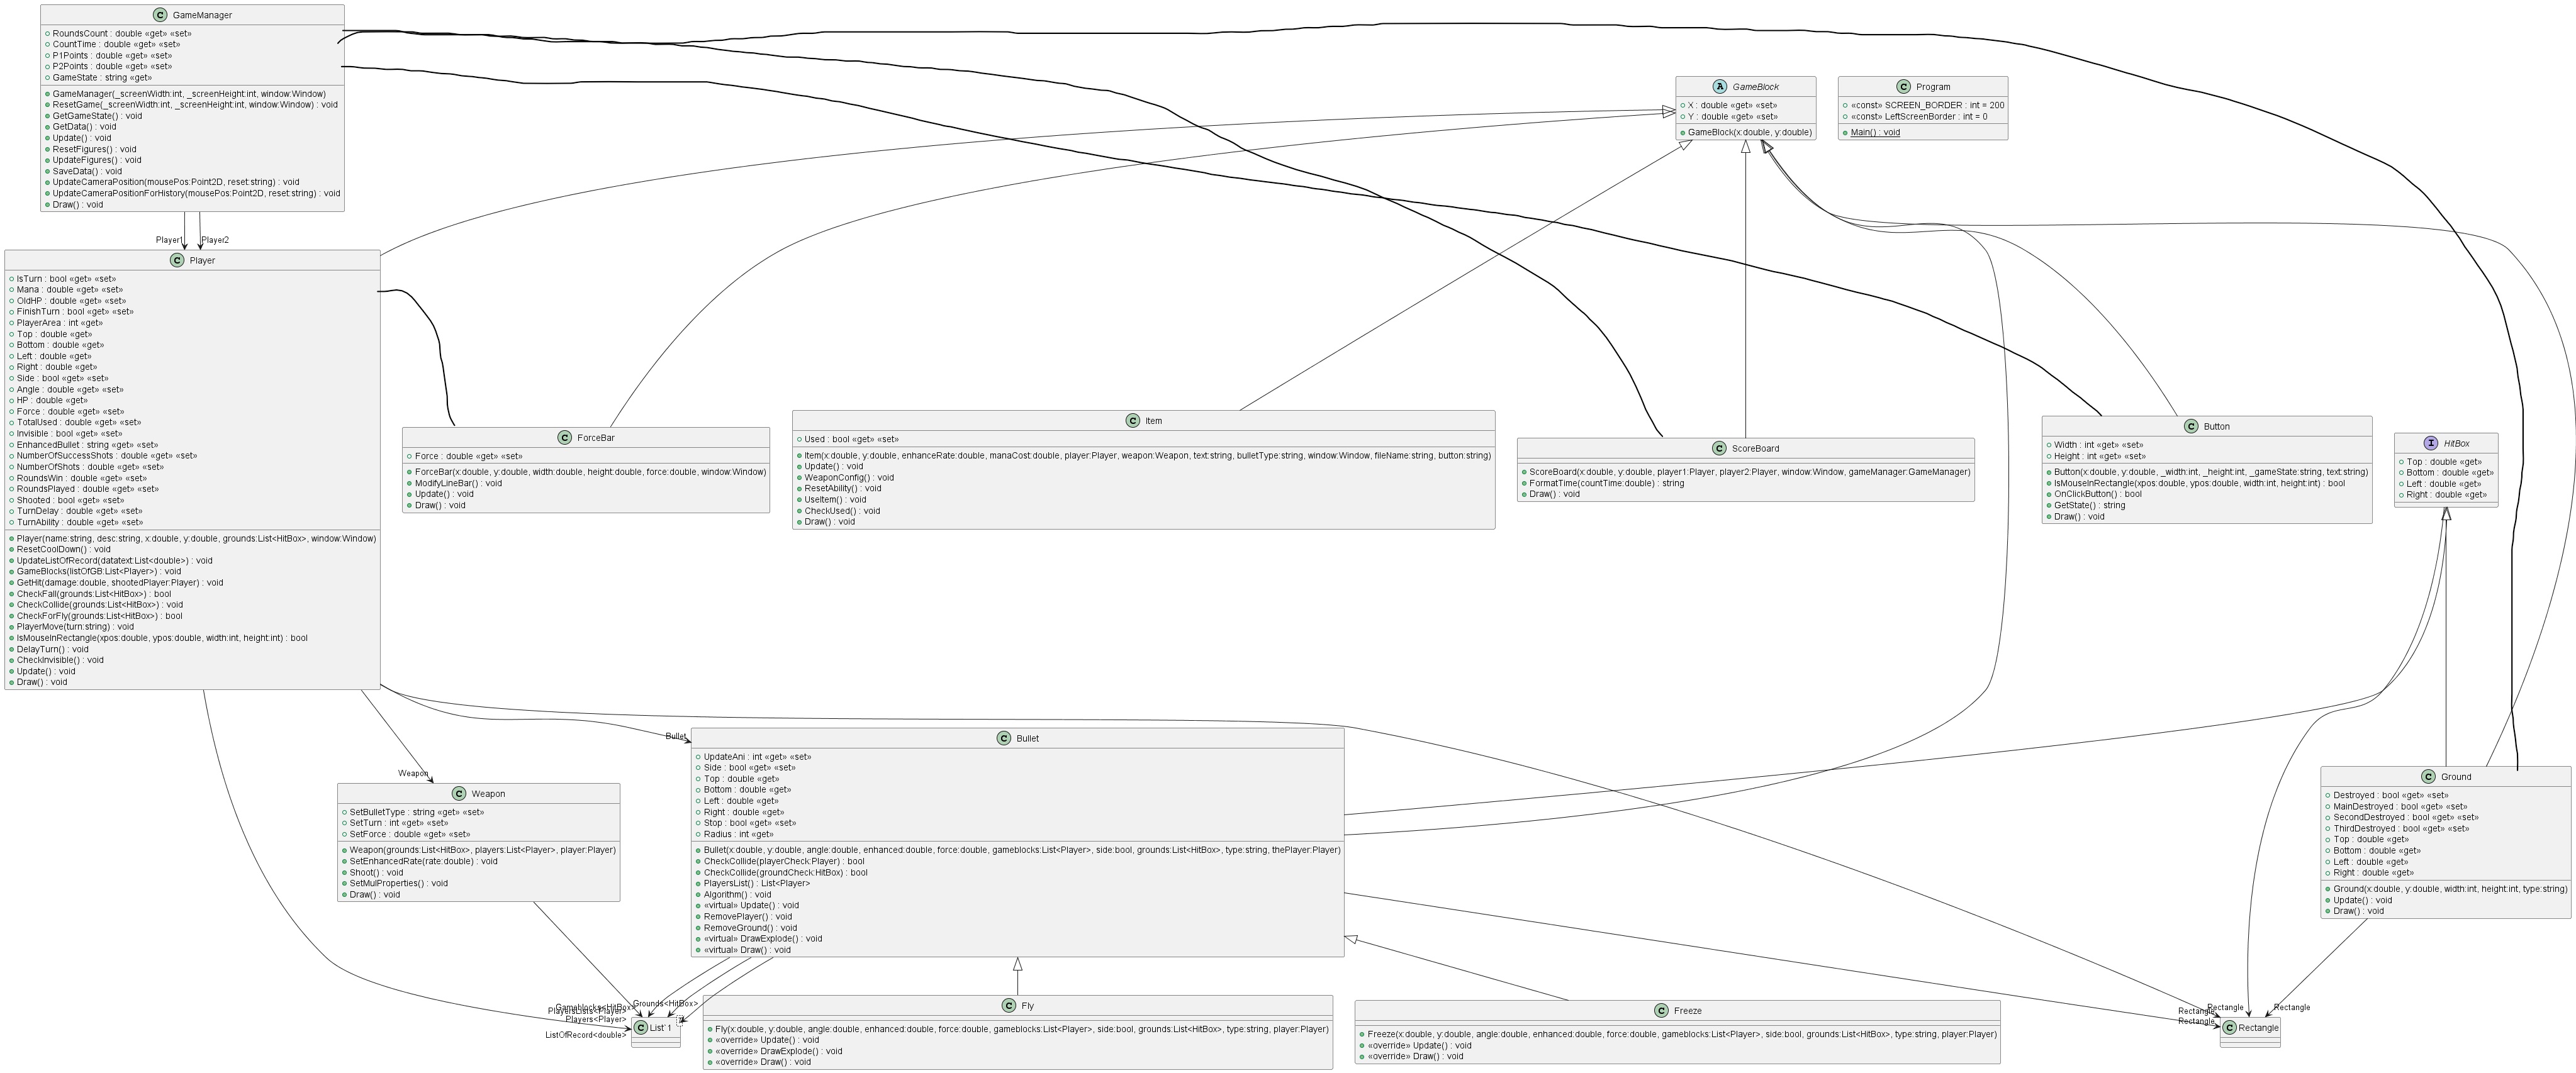 C GameManager
RoundsCount : double «get» «set»
CountTime : double «get» «set»
P1Points : double «get» «set»
P2Points : double «get» «set»
GameState : string «get»
GameManager(_screenWidth:int, _screenHeight:int, window:Window)
ResetGame(_screenWidth:int, _screenHeight:int, window:Window) : void
GetGameState() : void
GetData() : void
Update() : void
ResetFigures() : void
UpdateFigures() : void
SaveData() : void
UpdateCameraPosition(mousePos:Point2D, reset:string) : void
UpdateCameraPositionForHistory(mousePos:Point2D, reset:string) : void
Draw() : void
A GameBlock
X : double «get» «set»
Y : double «get» «set»
GameBlock(x:double, y:double)
C Program
«const» SCREEN_BORDER : int = 200
«const» LeftScreenBorder : int = 0
Main() : void
Player1
Player2
C Player
IsTurn : bool «get» «set»
Mana : double «get» «set»
OldHP : double «get» «set»
FinishTurn : bool «get» «set»
PlayerArea : int «get»
Top : double «get»
Bottom : double «get»
Left : double «get»
Right : double «get»
Side : bool «get» «set»
Angle : double «get» «set»
HP : double «get»
Force : double «get» «set»
TotalUsed : double «get» «set»
Invisible : bool «get» «set»
EnhancedBullet : string «get» «set»
NumberOfSuccessShots : double «get» «set»
NumberOfShots : double «get» «set»
RoundsWin : double «get» «set»
RoundsPlayed : double «get» «set»
Shooted : bool «get» «set»
TurnDelay : double «get» «set»
TurnAbility : double «get» «set»
Player(name:string, desc:string, x:double, y:double, grounds:List<HitBox>, window:Window)
ResetCoolDown() : void
UpdateListOfRecord(datatext:List<double>) : void
GameBlocks(listOfGB:List<Player>) : void
GetHit(damage:double, shootedPlayer:Player) : void
CheckFall(grounds:List<HitBox>) : bool
CheckCollide(grounds:List<HitBox>) : void
CheckForFly(grounds:List<HitBox>) : bool
PlayerMove(turn:string) : void
IsMouseInRectangle(xpos:double, ypos:double, width:int, height:int) : bool
DelayTurn() : void
CheckInvisible() : void
Update() : void
Draw() : void
C ForceBar
Force : double «get» «set»
ForceBar(x:double, y:double, width:double, height:double, force:double, window:Window)
ModifyLineBar() : void
Update() : void
Draw() : void
C Item
Used : bool «get» «set»
Item(x:double, y:double, enhanceRate:double, manaCost:double, player:Player, weapon:Weapon, text:string, bulletType:string, window:Window, fileName:string, button:string)
Update() : void
WeaponConfig() : void
ResetAbility() : void
UseItem() : void
CheckUsed() : void
Draw() : void
C ScoreBoard
ScoreBoard(x:double, y:double, player1:Player, player2:Player, window:Window, gameManager:GameManager)
FormatTime(countTime:double) : string
Draw() : void
C Button
Width : int «get» «set»
Height : int «get» «set»
Button(x:double, y:double, _width:int, _height:int, _gameState:string, text:string)
IsMouseInRectangle(xpos:double, ypos:double, width:int, height:int) : bool
OnClickButton() : bool
GetState() : string
Draw() : void
I HitBox
Top : double «get»
Bottom : double «get»
Left : double «get»
Right : double «get»
Weapon
Bullet
C Weapon
SetBulletType : string «get» «set»
SetTurn : int «get» «set»
SetForce : double «get» «set»
Weapon(grounds:List<HitBox>, players:List<Player>, player:Player)
SetEnhancedRate(rate:double) : void
Shoot() : void
SetMulProperties() : void
Draw() : void
C Bullet
UpdateAni : int «get» «set»
Side : bool «get» «set»
Top : double «get»
Bottom : double «get»
Left : double «get»
Right : double «get»
Stop : bool «get» «set»
Radius : int «get»
Bullet(x:double, y:double, angle:double, enhanced:double, force:double, gameblocks:List<Player>, side:bool, grounds:List<HitBox>, type:string, thePlayer:Player)
CheckCollide(playerCheck:Player) : bool
CheckCollide(groundCheck:HitBox) : bool
PlayersList() : List<Player>
Algorithm() : void
«virtual» Update() : void
RemovePlayer() : void
RemoveGround() : void
«virtual» DrawExplode() : void
«virtual» Draw() : void
C Ground
Destroyed : bool «get» «set»
MainDestroyed : bool «get» «set»
SecondDestroyed : bool «get» «set»
ThirdDestroyed : bool «get» «set»
Top : double «get»
Bottom : double «get»
Left : double «get»
Right : double «get»
Ground(x:double, y:double, width:int, height:int, type:string)
Update() : void
Draw() : void
Gameblocks<HitBox>
Grounds<HitBox>
PlayersLists<Player>
Players<Player>
ListOfRecord<double>
C List`1
T
C Fly
Fly(x:double, y:double, angle:double, enhanced:double, force:double, gameblocks:List<Player>, side:bool, grounds:List<HitBox>, type:string, player:Player)
«override» Update() : void
«override» DrawExplode() : void
«override» Draw() : void
C Freeze
Freeze(x:double, y:double, angle:double, enhanced:double, force:double, gameblocks:List<Player>, side:bool, grounds:List<HitBox>, type:string, player:Player)
«override» Update() : void
«override» Draw() : void
Rectangle
Rectangle
Rectangle
Rectangle
C Rectangle